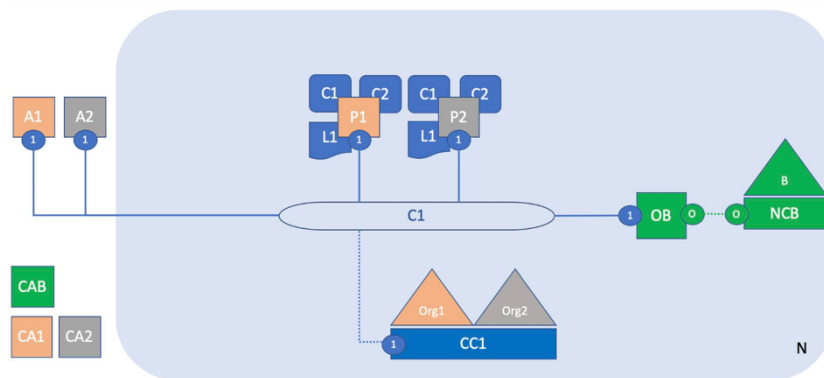 C1 C2 C1 C2
A1 A2 P1 P2
1 1 L1 1 L1 1
B
C1 1 OB O O NCB
CAB
Org1 Org2
CA1 CA2 1 CC1
N